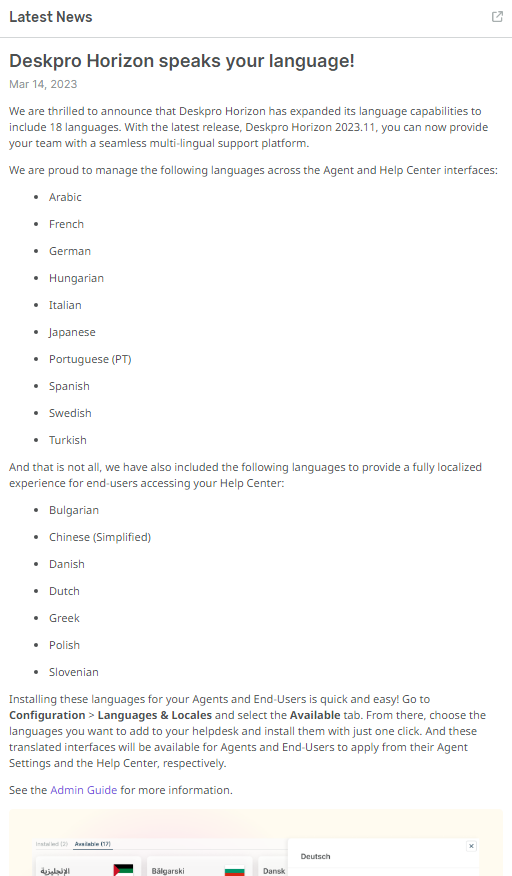 Latest News
Deskpro Horizon speaks your language!
Mar 14, 2023
We are thrilled to announce that Deskpro Horizon has expanded its language capabilities to
include 18 languages. With the latest release, Deskpro Horizon 2023.11, you can now provide
your team with a seamless multi-lingual support platform.
We are proud to manage the following languages across the Agent and Help Center interfaces:
• Arabic
• French
• German
• Hungarian
• Italian
• Japanese
• Portuguese (PT)
• Spanish
• Swedish
• Turkish
And that is not all, we have also included the following languages to provide a fully localized
experience for end-users accessing your Help Center:
• Bulgarian
• Chinese (Simplified)
• Danish
• Dutch
• Greek
• Polish
• Slovenian
Installing these languages for your Agents and End-Users is quick and easy! Go to
Configuration > Languages & Locales and select the Available tab. From there, choose the
languages you want to add to your helpdesk and install them with just one click. And these
translated interfaces will be available for Agents and End-Users to apply from their Agent
Settings and the Help Center, respectively.
See the Admin Guide for more information.
Installed (2) Available (17)
Deutsch
الإنجليزية Bãlgarski Dansk